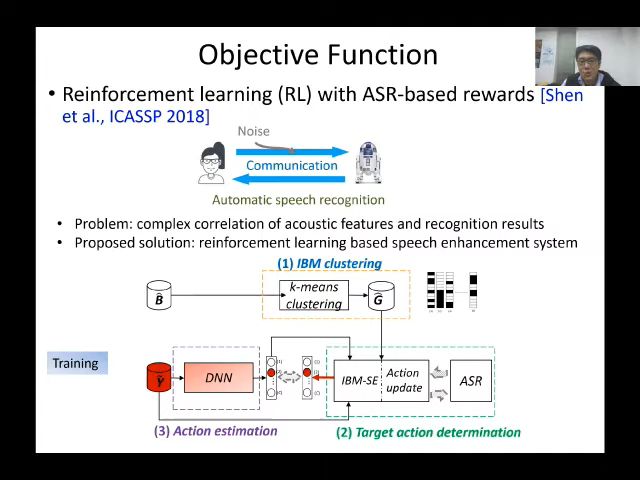 Objective Function
• Reinforcement learning (RL) with ASR-based rewards [Shen
et al., ICASSP 2018]
Noise
Communication
Automatic speech recognition
• Problem: complex correlation of acoustic features and recognition results
• Proposed solution: reinforcement learning based speech enhancement system
(1) IBM clustering
B̂
k-means
clustering
Ĝ
Training
Ŷ
DNN
IBM-SE
Action
update
ASR
(3) Action estimation
(2) Target action determination